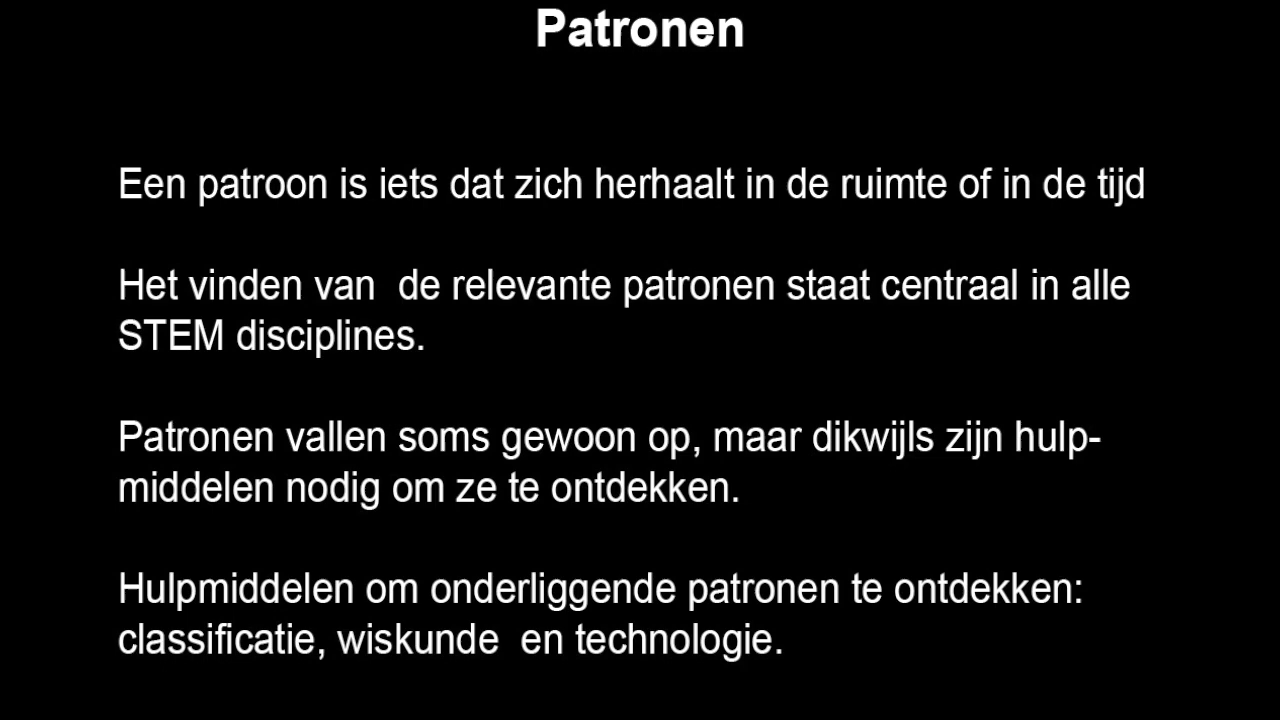 Patronen
Een patroon is iets dat zich herhaalt in de ruimte of in de tijd
Het vinden van  de relevante patronen staat centraal in alle
STEM disciplines.
Patronen vallen soms gewoon op, maar dikwijls zijn hulp-
middelen nodig om ze te ontdekken.
Hulpmiddelen om onderliggende patronen te ontdekken:
classificatie, wiskunde  en technologie.